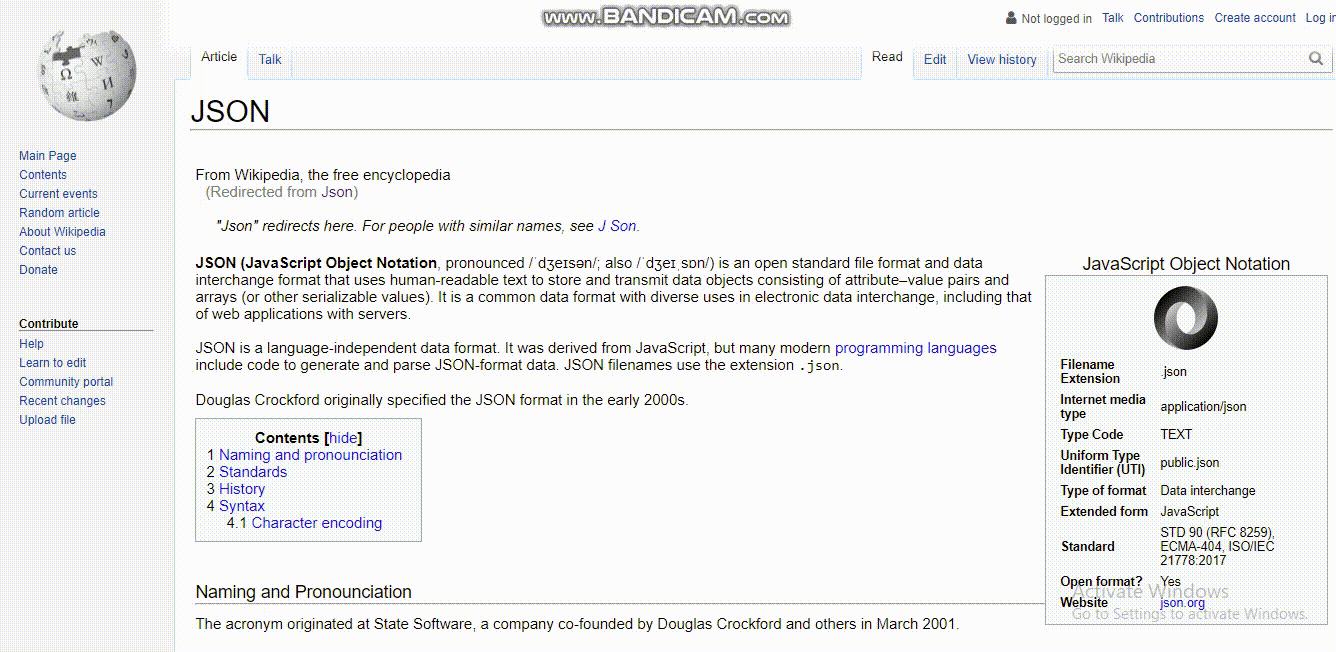 www.BANDICAM.com
Not logged in Talk Contributions Create account Log in
Article Talk Read Edit View history Search Wikipedia
JSON
Main Page
Contents
Current events
Random article
About Wikipedia
Contact us
Donate
Contribute
Help
Learn to edit
Community portal
Recent changes
Upload file
From Wikipedia, the free encyclopedia
(Redirected from Json)
"Json" redirects here. For people with similar names, see J Son.
JSON (JavaScript Object Notation, pronounced /ˈdʒeɪsən/; also /ˈdʒeɪˌsɒn/) is an open standard file format and data
interchange format that uses human-readable text to store and transmit data objects consisting of attribute–value pairs and
arrays (or other serializable values). It is a common data format with diverse uses in electronic data interchange, including that
of web applications with servers.
JSON is a language-independent data format. It was derived from JavaScript, but many modern programming languages
include code to generate and parse JSON-format data. JSON filenames use the extension .json.
Douglas Crockford originally specified the JSON format in the early 2000s.
Contents [hide]
1 Naming and pronounciation
2 Standards
3 History
4 Syntax
4.1 Character encoding
Naming and Pronounciation
The acronym originated at State Software, a company co-founded by Douglas Crockford and others in March 2001.
JavaScript Object Notation
Filename
Extension
.json
Internet media
type
application/json
Type Code TEXT
Uniform Type
Identifier (UTI)
public.json
Type of format Data interchange
Extended form JavaScript
Standard
STD 90 (RFC 8259),
ECMA-404, ISO/IEC
21778:2017
Open format? Yes
Website json.org
Activate Windows
Go to Settings to activate Windows.